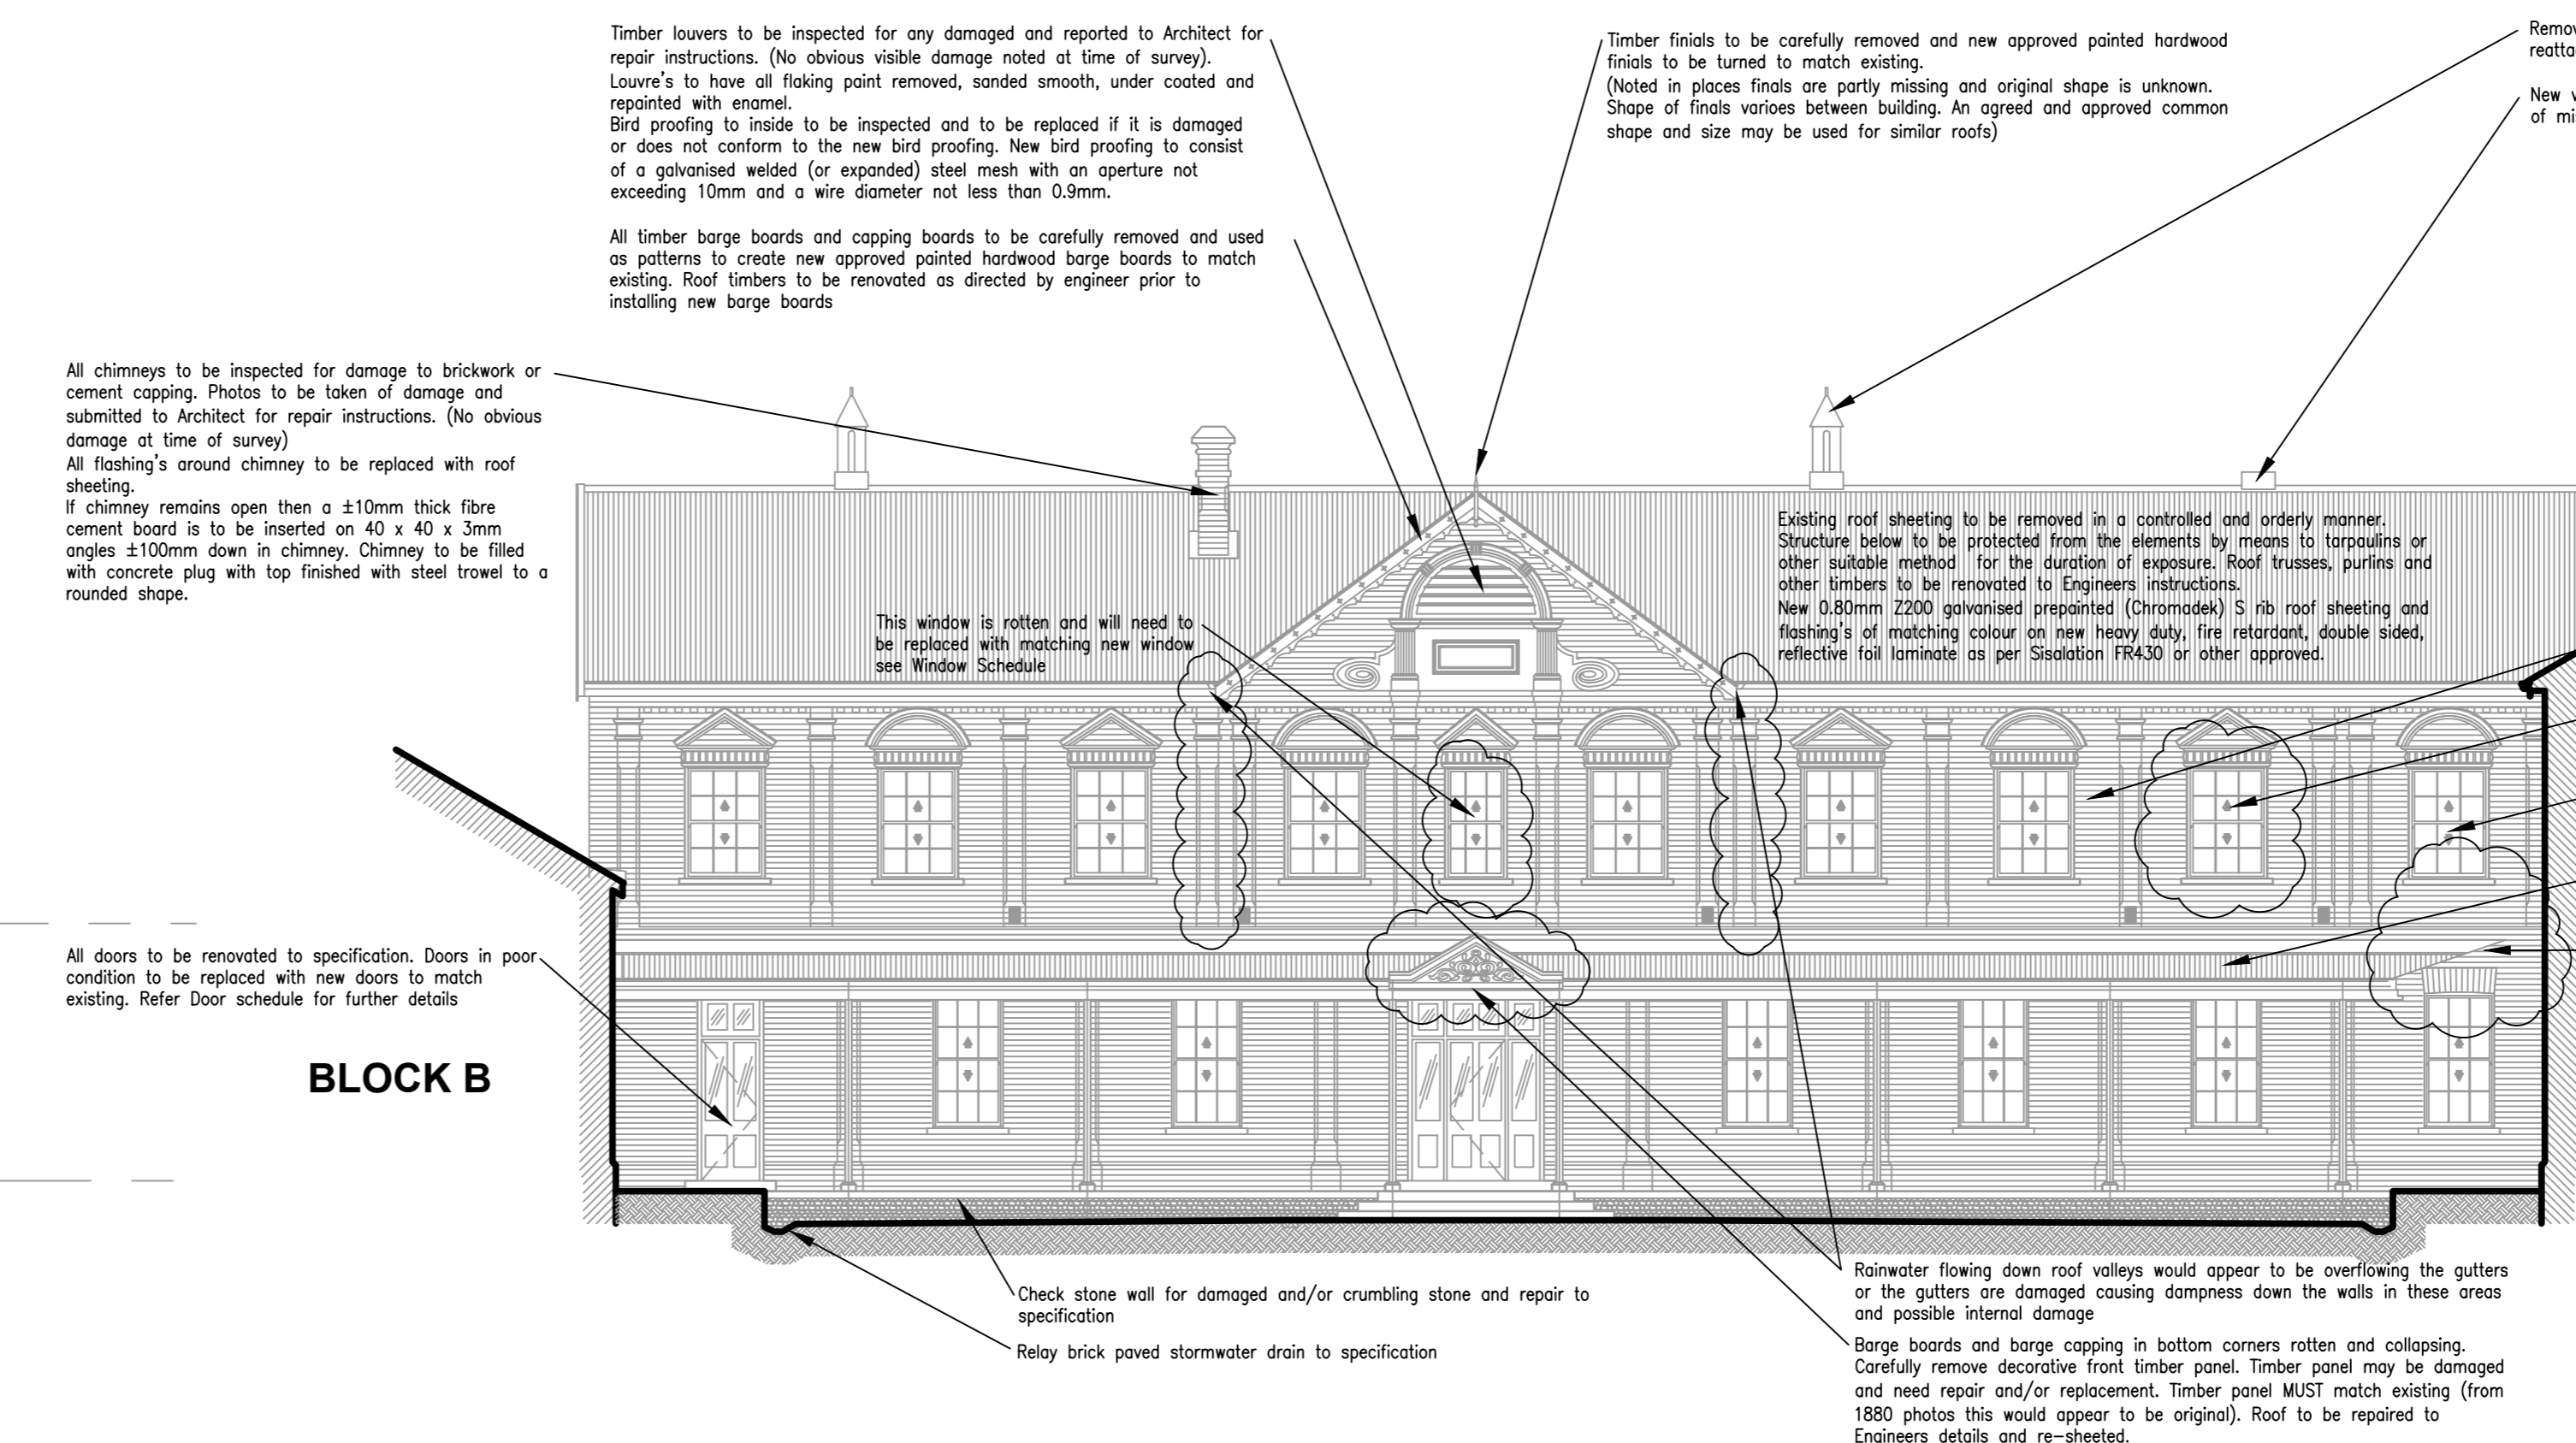 Timber louvers to be inspected for any damaged and reported to Architect for
repair instructions. (No obvious visible damage noted at time of survey).
Louvre's to have all flaking paint removed, sanded smooth, under coated and
repainted with enamel.
Bird proofing to inside to be inspected and to be replaced if it is damaged
or does not conform to the new bird proofing. New bird proofing to consist
of a galvanised welded (or expanded) steel mesh with an aperture not
exceeding 10mm and a wire diameter not less than 0.9mm.
All timber barge boards and capping boards to be carefully removed and used
as patterns to create new approved painted hardwood barge boards to match
existing. Roof timbers to be renovated as directed by engineer prior to
installing new barge boards
Timber finials to be carefully removed and new approved painted hardwood
finials to be turned to match existing.
(Noted in places finals are partly missing and original shape is unknown.
Shape of finals varioes between building. An agreed and approved common
shape and size may be used for similar roofs)
New
of
All chimneys to be inspected for damage to brickwork or
cement capping. Photos to be taken of damage and
submitted to Architect for repair instructions. (No obvious
damage at time of survey)
All flashing's around chimney to be replaced with roof
sheeting.
If chimney remains open then a ±10mm thick fibre
cement board is to be inserted on 40 x 40 x 3mm
angles ±100mm down in chimney. Chimney to be filled
with concrete plug with top finished with steel trowel to a
rounded shape.
This window is rotten and will need to
be replaced with matching new window
see Window Schedule
Existing roof sheeting to be removed in a controlled and orderly manner.
Structure below to be protected from the elements by means to tarpaulins or
other suitable method for the duration of exposure. Roof trusses, purlins and
other timbers to be renovated to Engineers instructions.
New 0.80mm Z200 galvanised prepainted (Chromadek) S rib roof sheeting and
flashing's of matching colour on new heavy duty, fire retardant, double sided,
reflective foil laminate as per Sisalation FR430 or other approved.
All doors to be renovated to specification. Doors in poor
condition to be replaced with new doors to match
existing. Refer Door schedule for further details
BLOCK B
Check stone wall for damaged and/or crumbling stone and repair to
specification
Relay brick paved stormwater drain to specification
Rainwater flowing down roof valleys would appear to be overflowing the gutters
or the gutters are damaged causing dampness down the walls in these areas
and possible internal damage
Barge boards and barge capping in bottom corners rotten and collapsing.
Carefully remove decorative front timber panel. Timber panel may be damaged
and need repair and/or replacement. Timber panel MUST match existing (from
1880 photos this would appear to be original). Roof to be repaired to
Engineers details and re-sheeted.